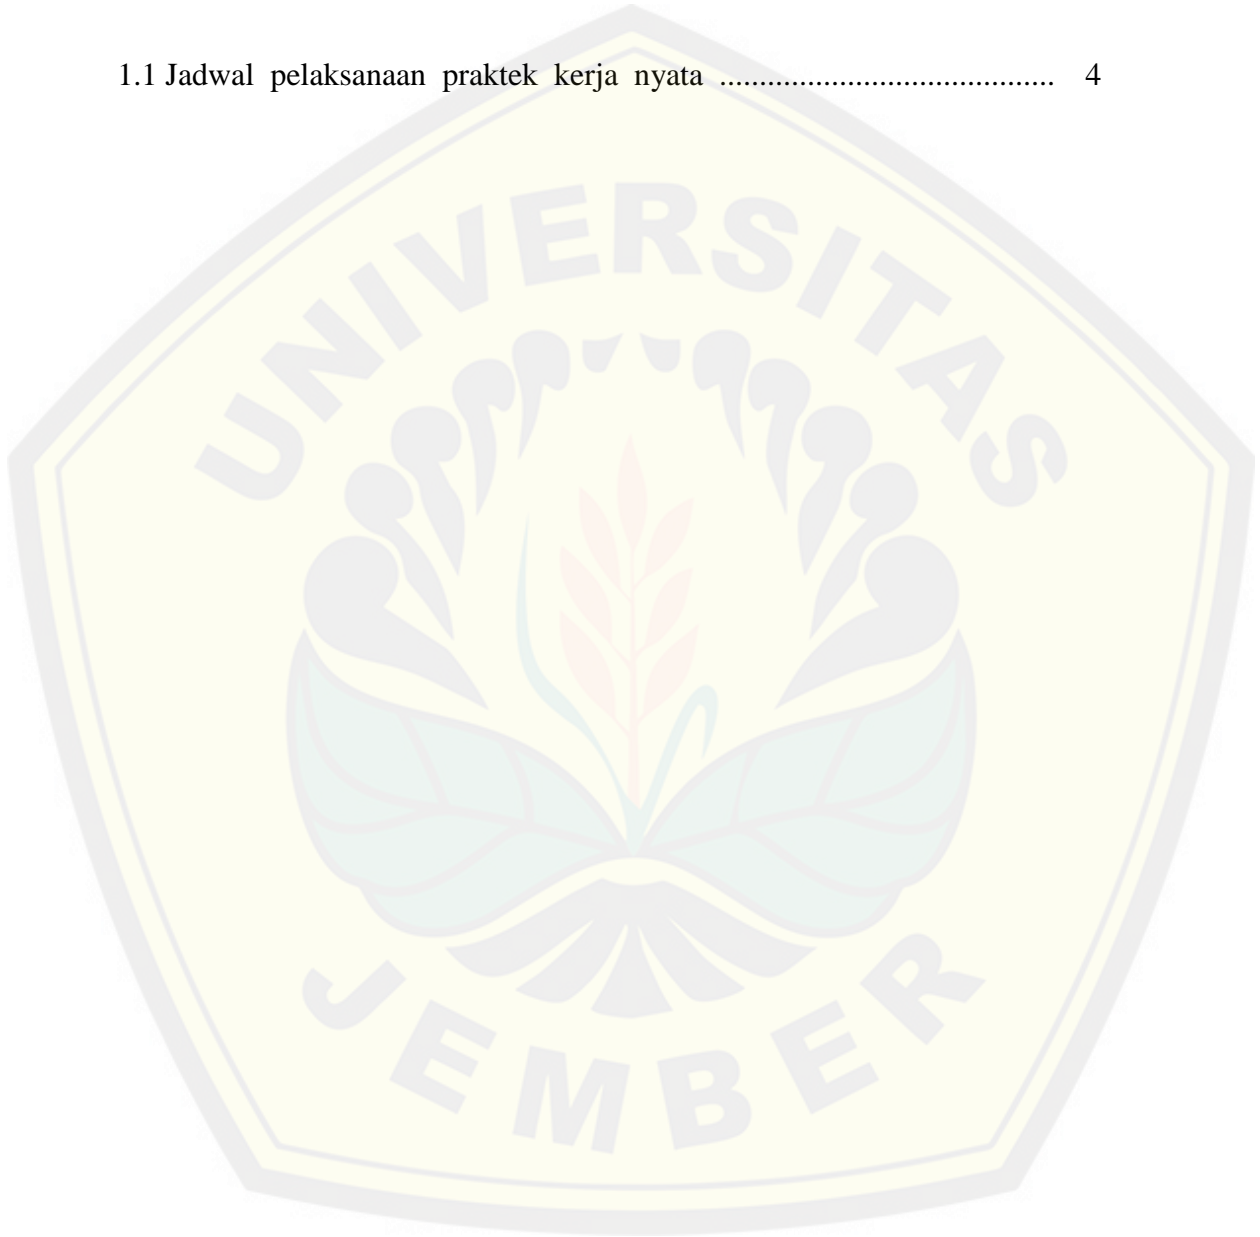 1.1 Jadwal pelaksanaan praktek kerja nyata ........................................... 4
UNIVERSITAS
JEMBER